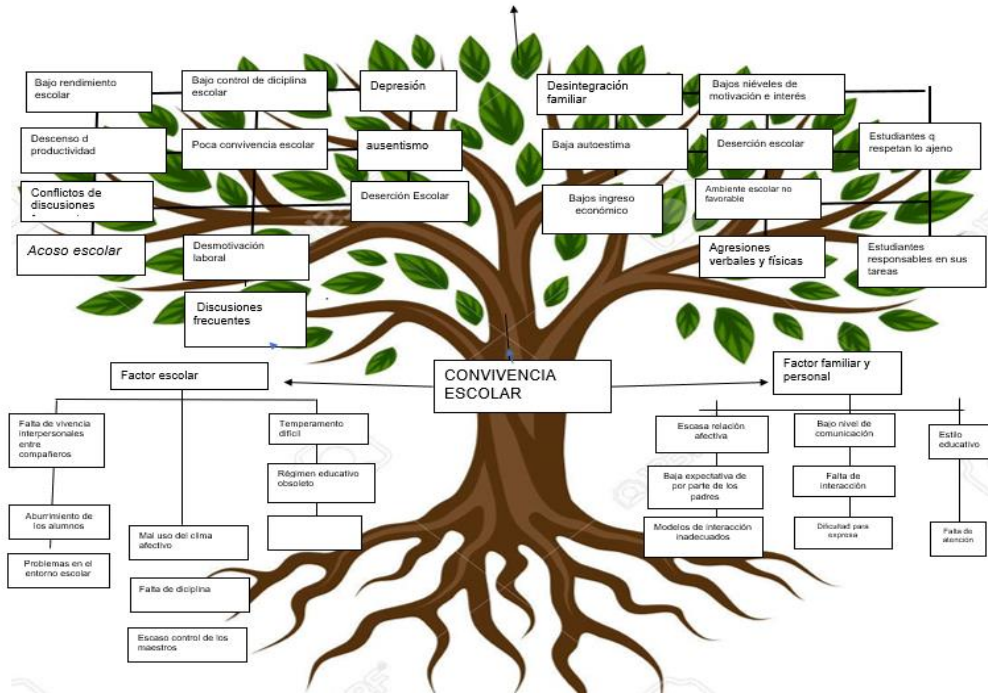 Bajo rendimiento
escolar
Bajo control de diciplina
escolar
Depresión
Desintegración
familiar
Bajos niéveles de
motivación e interés
Descenso d
productividad
Poca convivencia escolar
ausentismo
Baja autoestima
Deserción escolar
Estudiantes q
respetan lo ajeno
Conflictos de
discusiones
Deserción Escolar
Bajos ingreso
económico
Ambiente escolar no
favorable
Acoso escolar
Desmotivación
laboral
Agresiones
verbales y físicas
Estudiantes
responsables en sus
tareas
Discusiones
frecuentes
Factor escolar
CONVIVENCIA
ESCOLAR
Factor familiar y
personal
Falta de vivencia
interpersonales
entre
compañeros
Temperamento
difícil
Escasa relación
afectiva
Bajo nivel de
comunicación
Estilo
educativo
Régimen educativo
obsoleto
Baja expectativa de
por parte de los
padres
Falta de
interacción
Aburrimiento de
los alumnos
Mal uso del clima
afectivo
Modelos de interacción
inadecuados
Dificultad para
expresa
Falta de
atención
Problemas en el
entorno escolar
Falta de diciplina
Escaso control de los
maestros